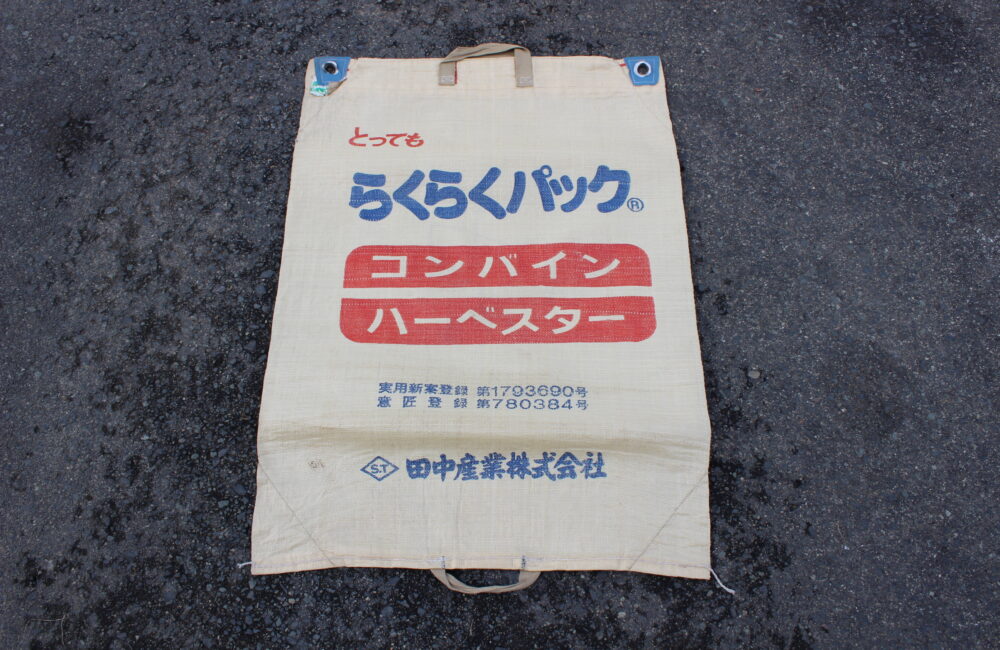 とっても
らくらくパック®
コンバイン
ハーベスター
実用新案登録 第1793690号
意匠登録 第780384号
S.T 田中産業株式会社